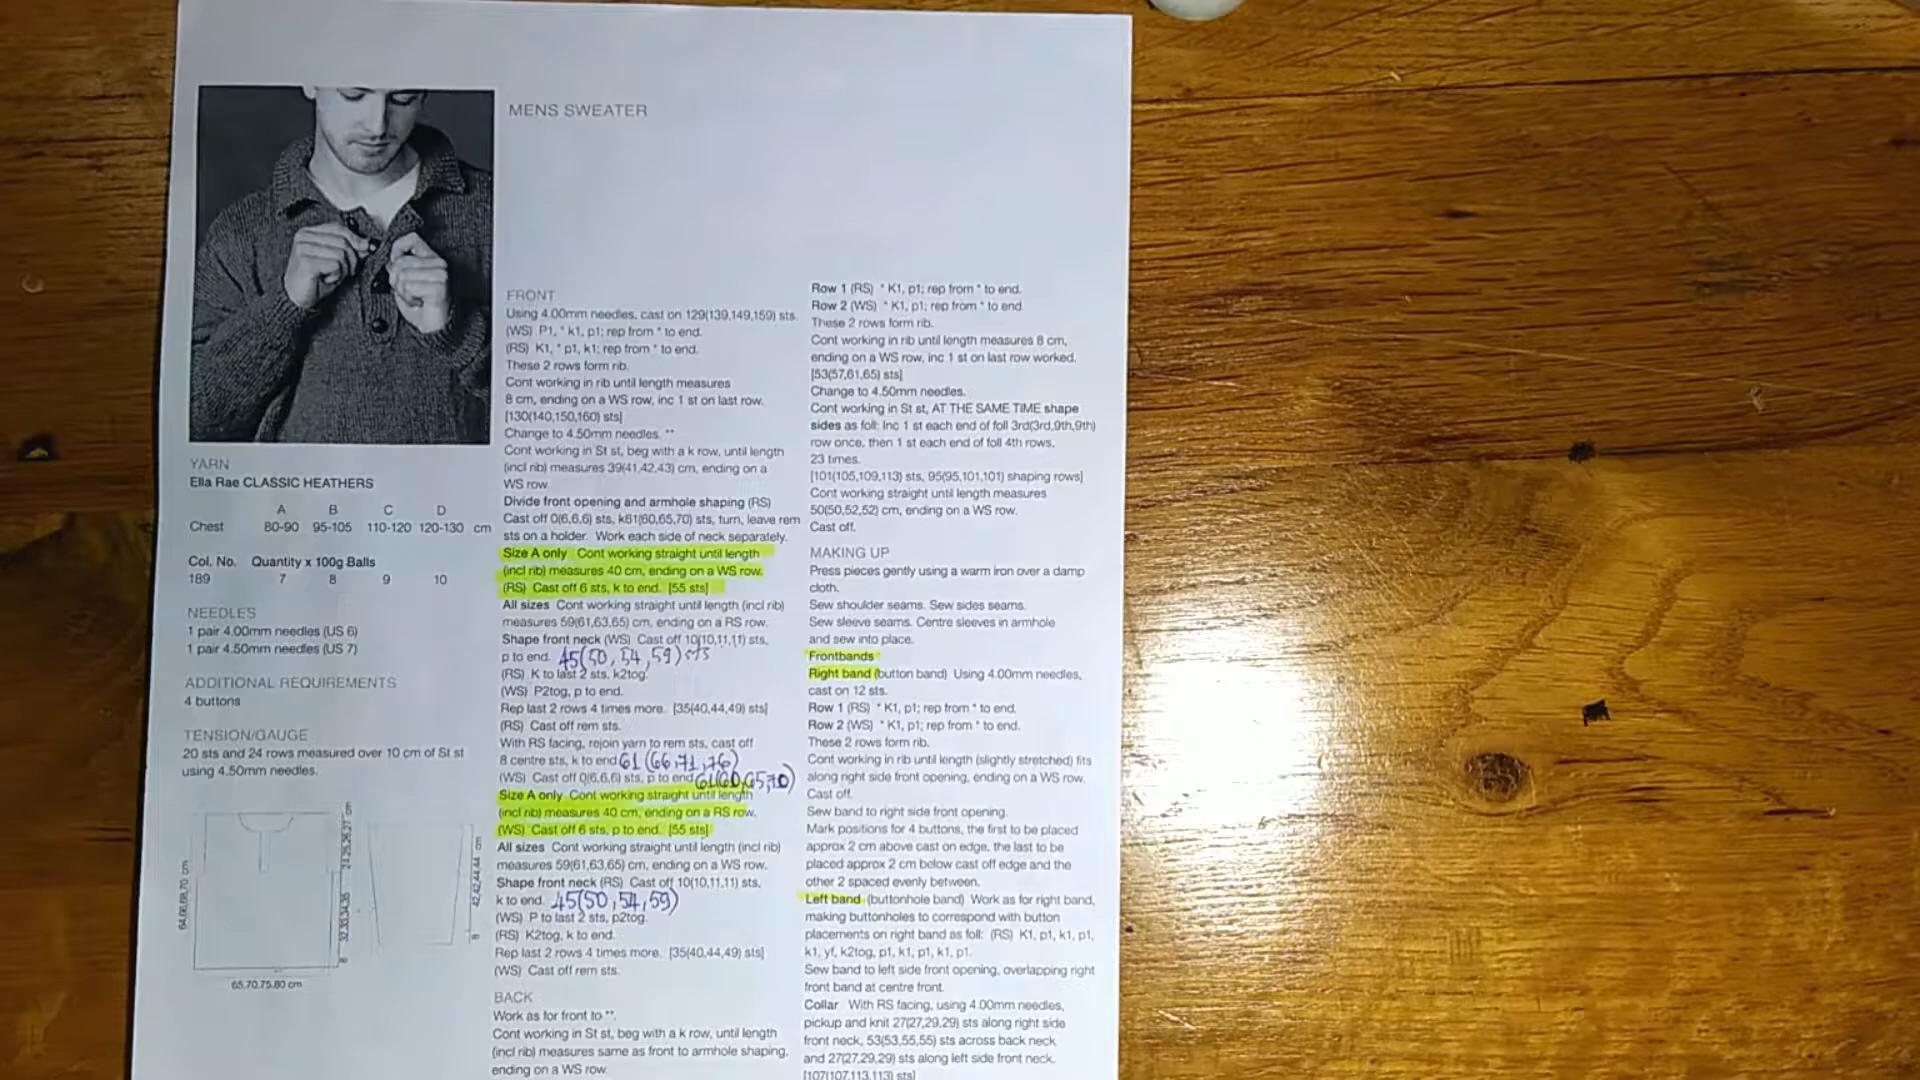 MENS SWEATER
YARN
Ella Rae CLASSIC HEATHERS
A B C D
Chest 80-90 95-105 110-120 120-130 cm
Col. No. Quantity x 100g Balls
189 7 8 9 10
NEEDLES
1 pair 4.00mm needles (US 6)
1 pair 4.50mm needles (US 7)
ADDITIONAL REQUIREMENTS
4 buttons
TENSION/GAUGE
20 sts and 24 rows measured over 10 cm of St st
using 4.50mm needles.
64,66,68,70 cm
65,70,75,80 cm
8
42,42,44,44 cm
8
FRONT
Using 4.00mm needles, cast on 129(139,149,159) sts.
(WS) P1, * k1, p1; rep from * to end.
(RS) K1, * p1, k1; rep from * to end.
These 2 rows form rib.
Cont working in rib until length measures
8 cm, ending on a WS row, inc 1 st on last row.
[130(140,150,160) sts]
Change to 4.50mm needles. **
Cont working in St st, beg with a k row, until length
(incl rib) measures 39(41,42,43) cm, ending on a
WS row.
Divide front opening and armhole shaping (RS)
Cast off 0(6,6,6) sts, k61(60,65,70) sts, turn, leave rem
sts on a holder. Work each side of neck separately.
Size A only Cont working straight until length
(incl rib) measures 40 cm, ending on a WS row.
(RS) Cast off 6 sts, k to end. [55 sts]
All sizes Cont working straight until length (incl rib)
measures 59(61,63,65) cm, ending on a RS row.
Shape front neck (WS) Cast off 10(10,11,11) sts,
p to end. 45(50,54,59) sts
(RS) K to last 2 sts, k2tog.
(WS) P2tog, p to end.
Rep last 2 rows 4 times more. [35(40,44,49) sts]
(RS) Cast off rem sts.
With RS facing, rejoin yarn to rem sts, cast off
8 centre sts, k to end 61(66,71,76)
(WS) Cast off 0(6,6,6) sts, p to end 61(60,65,70)
Size A only Cont working straight until length
(incl rib) measures 40 cm, ending on a RS row.
(WS) Cast off 6 sts, p to end. [55 sts]
All sizes Cont working straight until length (incl rib)
measures 59(61,63,65) cm, ending on a WS row.
Shape front neck (RS) Cast off 10(10,11,11) sts,
k to end. 45(50,54,59)
(WS) P to last 2 sts, p2tog.
(RS) K2tog, k to end.
Rep last 2 rows 4 times more. [35(40,44,49) sts]
(WS) Cast off rem sts.
BACK
Work as for front to **.
Cont working in St st, beg with a k row, until length
(incl rib) measures same as front to armhole shaping,
ending on a WS row.
Row 1 (RS) * K1, p1; rep from * to end.
Row 2 (WS) * K1, p1; rep from * to end.
These 2 rows form rib.
Cont working in rib until length measures 8 cm,
ending on a WS row, inc 1 st on last row worked.
[53(57,61,65) sts]
Change to 4.50mm needles.
Cont working in St st, AT THE SAME TIME shape
sides as foll: Inc 1 st each end of foll 3rd(3rd,9th,9th)
row once, then 1 st each end of foll 4th rows,
23 times.
[101(105,109,113) sts, 95(95,101,101) shaping rows]
Cont working straight until length measures
50(50,52,52) cm, ending on a WS row.
Cast off.
MAKING UP
Press pieces gently using a warm iron over a damp
cloth.
Sew shoulder seams. Sew sides seams.
Sew sleeve seams. Centre sleeves in armhole
and sew into place.
Frontbands
Right band (button band) Using 4.00mm needles,
cast on 12 sts.
Row 1 (RS) * K1, p1; rep from * to end.
Row 2 (WS) * K1, p1; rep from * to end.
These 2 rows form rib.
Cont working in rib until length (slightly stretched) fits
along right side front opening, ending on a WS row.
Cast off.
Sew band to right side front opening.
Mark positions for 4 buttons, the first to be placed
approx 2 cm above cast on edge, the last to be
placed approx 2 cm below cast off edge and the
other 2 spaced evenly between.
Left band (buttonhole band) Work as for right band,
making buttonholes to correspond with button
placements on right band as foll: (RS) K1, p1, k1, p1,
k1, yf, k2tog, p1, k1, p1, k1, p1.
Sew band to left side front opening, overlapping right
front band at centre front.
Collar With RS facing, using 4.00mm needles,
pickup and knit 27(27,29,29) sts along right side
front neck, 53(53,55,55) sts across back neck
and 27(27,29,29) sts along left side front neck.
[107(107,113,113) sts]